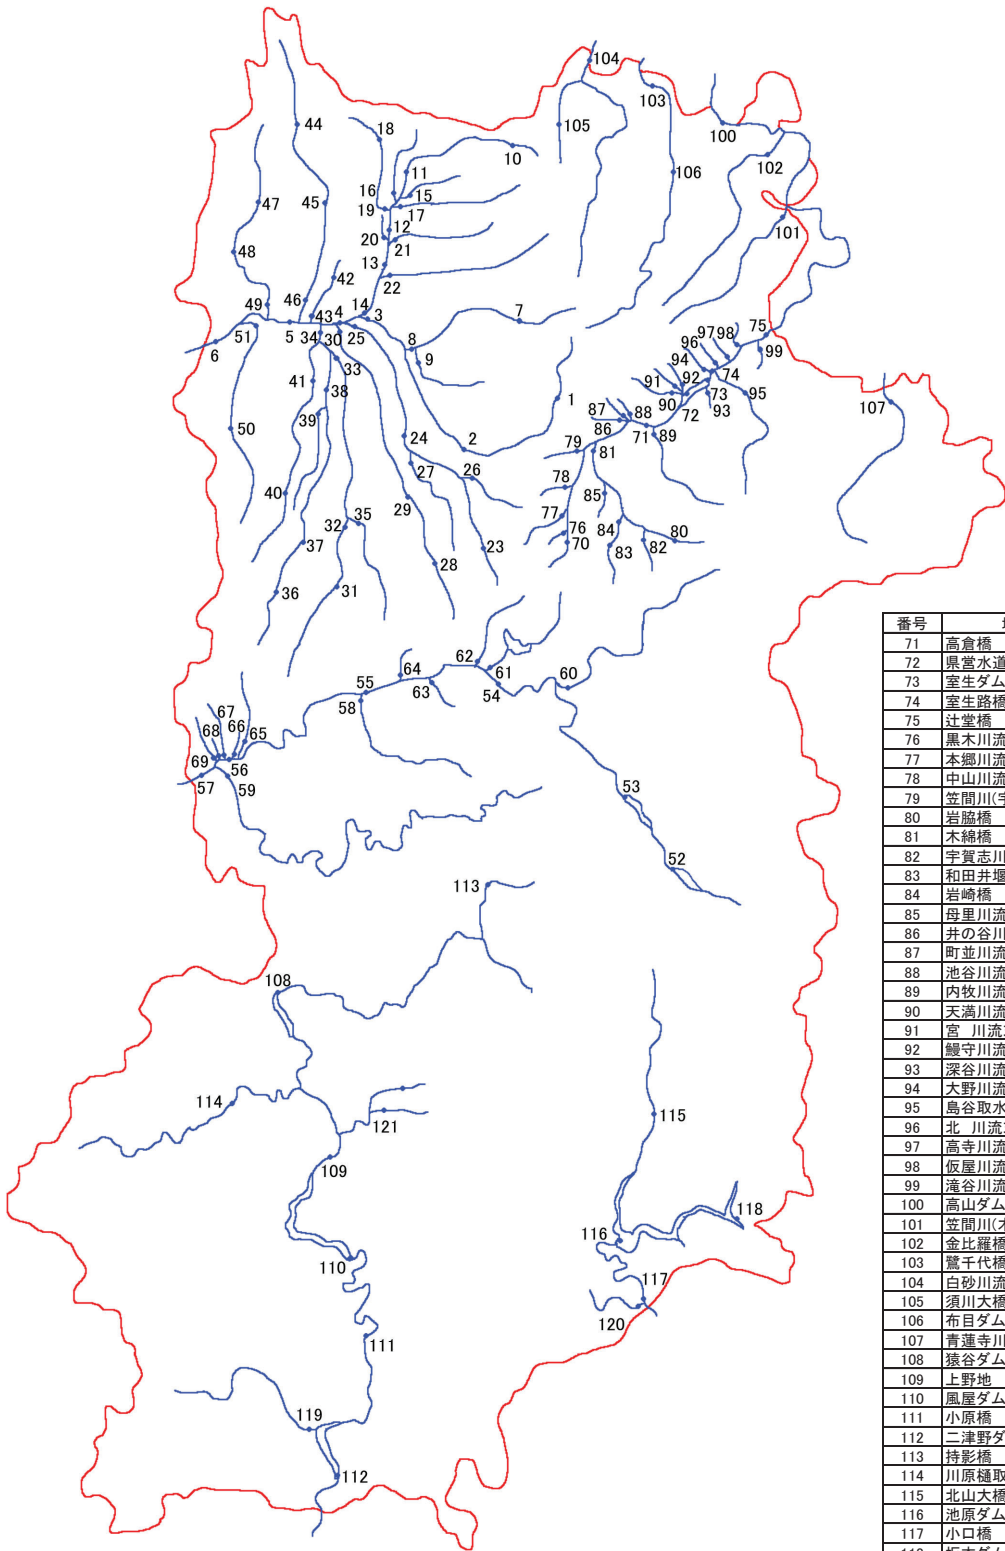 104
103
44
105
18
100
10
102
11
106
16
15
47
45
19
17
12
101
20
21
48
13
42
22
46
49
14
7
43
4
3
51
5
34
30
25
97
98
75
6
8
96
33
9
94
99
74
41
91
92
38
1
90
73
95
107
72
93
39
87
88
86
50
71
89
24
2
79
81
27
26
78
40
29
85
77
35
32
84
76
80
37
70
83
82
23
28
36
31
番号
71 高倉橋
72 県営水道
62
73 室生ダム
64
61
60
55
74 室生路橋
63
54
58
67
75 辻堂橋
68
66
65
76 黒木川流
69
56
77 本郷川流
57
59
78 中山川流
53
79 笠間川(宇
80 岩脇橋
81 木綿橋
52
82 宇賀志川
113
83 和田井堰
84 岩崎橋
85 母里川流
86 井の谷川
87 町並川流
108
88 池谷川流
89 内牧川流
90 天満川流
91 宮 川流
92 鰻守川流
114
93 深谷川流
121
115
94 大野川流
95 島谷取水
96 北 川流
109
97 高寺川流
98 仮屋川流
99 滝谷川流
100 高山ダム
118
101 笠間川(
116
110
102 金比羅橋
103 鷺千代橋
117
104 白砂川流
120
105 須川大橋
111
106 布目ダム
107 青蓮寺川
108 猿谷ダム
109 上野地
119
110 風屋ダム
111 小原橋
112
112 二津野ダ
113 持影橋
114 川原樋取
115 北山大橋
116 池原ダム
117 小口橋